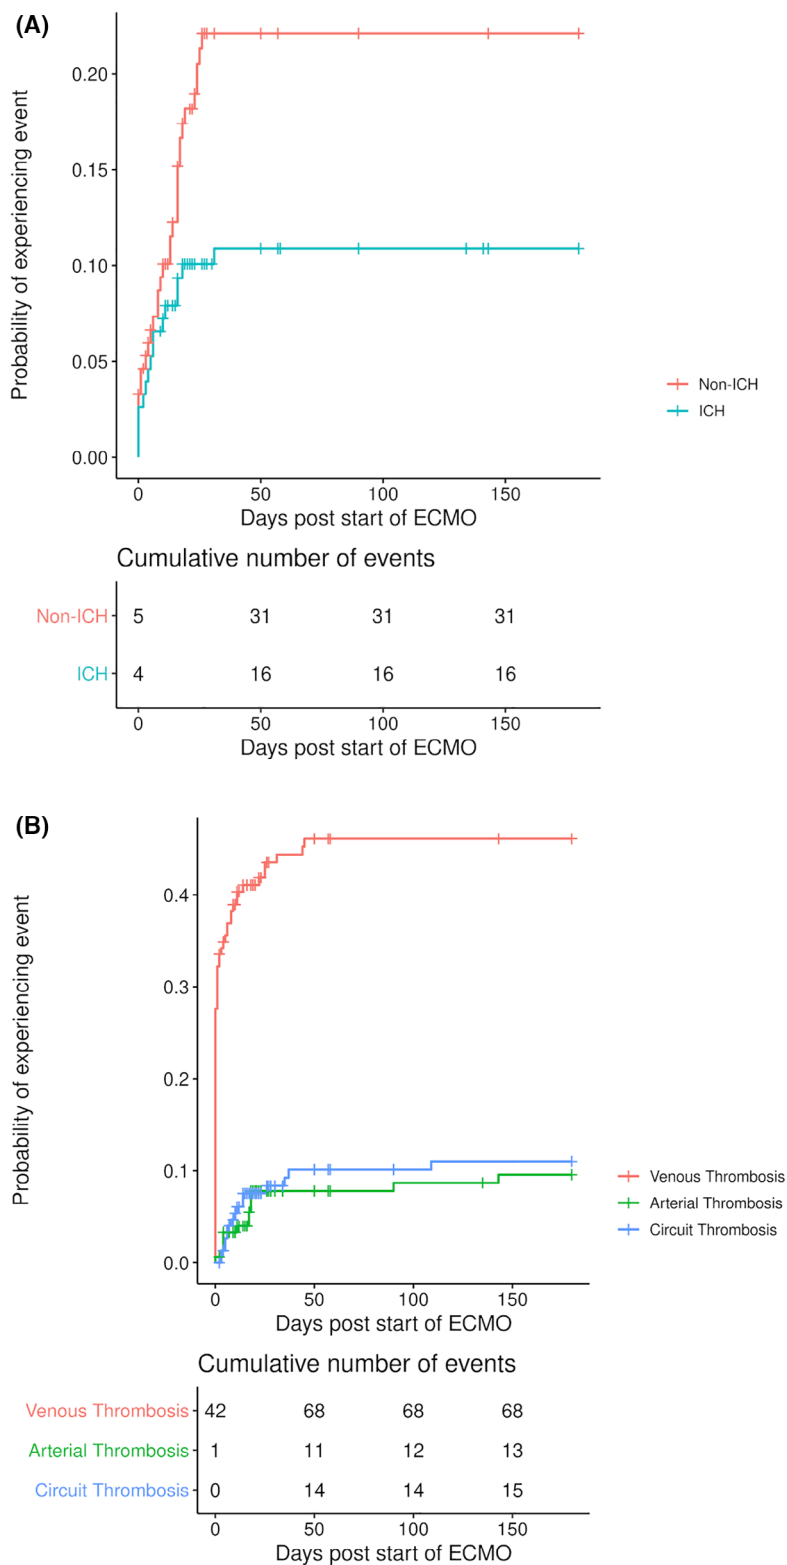 (A)
Probability of experiencing event
0.20
0.15
0.10
0.05
0.00
0 50 100 150
Days post start of ECMO
Non-ICH
ICH
Cumulative number of events
Non-ICH 5 31 31 31
ICH 4 16 16 16
0 50 100 150
Days post start of ECMO
(B)
Probability of experiencing event
0.4
0.3
0.2
0.1
0.0
0 50 100 150
Days post start of ECMO
Venous Thrombosis
Arterial Thrombosis
Circuit Thrombosis
Cumulative number of events
Venous Thrombosis 42 68 68 68
Arterial Thrombosis 1 11 12 13
Circuit Thrombosis 0 14 14 15
0 50 100 150
Days post start of ECMO